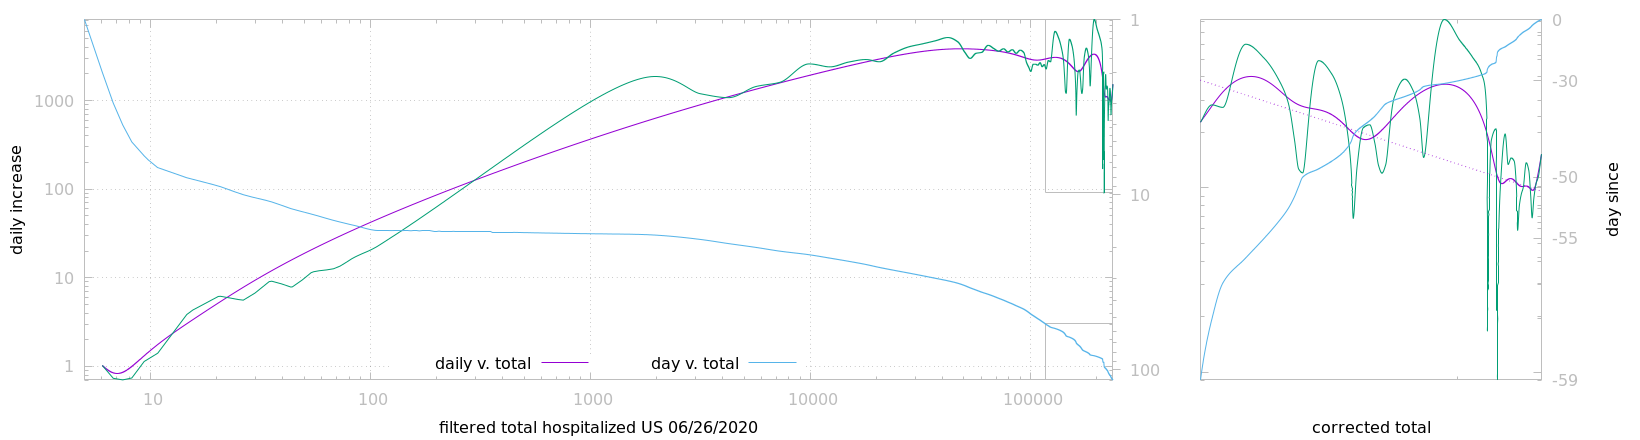 1000
100
10
1
daily increase
10
100
1000
10000
100000
filtered total hospitalized US 06/26/2020
daily v. total
day v. total
1
10
100
0
-30
-50
-55
-59
day since
corrected total